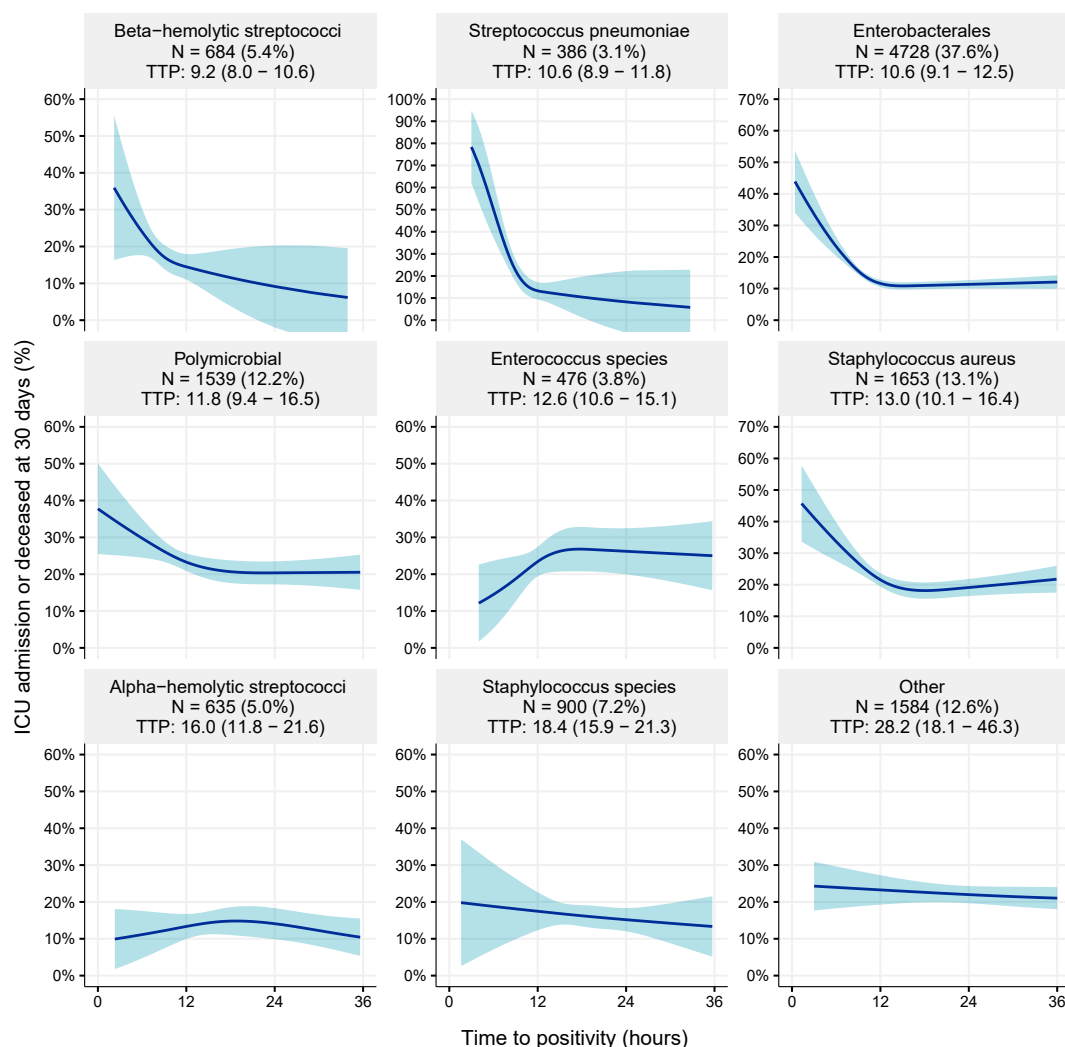 Beta−hemolytic streptococci
N = 684 (5.4%)
TTP: 9.2 (8.0 − 10.6)
Streptococcus pneumoniae
N = 386 (3.1%)
TTP: 10.6 (8.9 − 11.8)
Enterobacterales
N = 4728 (37.6%)
TTP: 10.6 (9.1 − 12.5)
60%
50%
40%
30%
20%
10%
0%
100%
90%
80%
70%
60%
50%
40%
30%
20%
10%
0%
70%
60%
50%
40%
30%
20%
10%
0%
Polymicrobial
N = 1539 (12.2%)
TTP: 11.8 (9.4 − 16.5)
Enterococcus species
N = 476 (3.8%)
TTP: 12.6 (10.6 − 15.1)
Staphylococcus aureus
N = 1653 (13.1%)
TTP: 13.0 (10.1 − 16.4)
60%
50%
40%
30%
20%
10%
0%
60%
50%
40%
30%
20%
10%
0%
70%
60%
50%
40%
30%
20%
10%
0%
Alpha−hemolytic streptococci
N = 635 (5.0%)
TTP: 16.0 (11.8 − 21.6)
Staphylococcus species
N = 900 (7.2%)
TTP: 18.4 (15.9 − 21.3)
Other
N = 1584 (12.6%)
TTP: 28.2 (18.1 − 46.3)
60%
50%
40%
30%
20%
10%
0%
60%
50%
40%
30%
20%
10%
0%
60%
50%
40%
30%
20%
10%
0%
0 12 24 36
0 12 24 36
0 12 24 36
Time to positivity (hours)
ICU admission or deceased at 30 days (%)